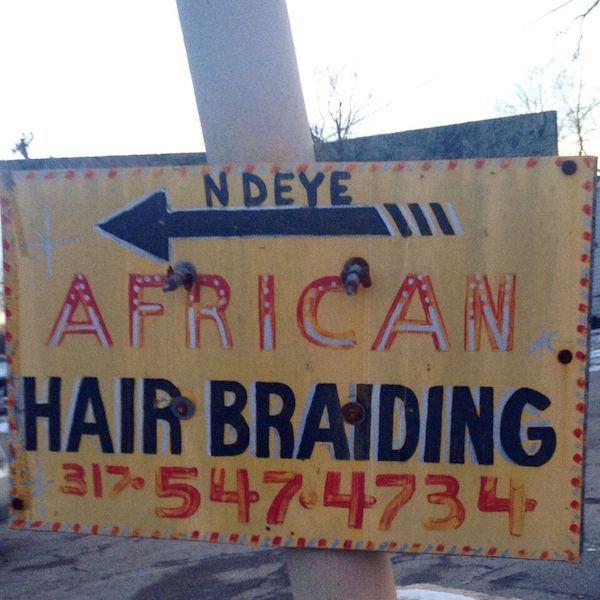 NDEYE
AFRICAN
HAIR BRAIDING
317-547-4734